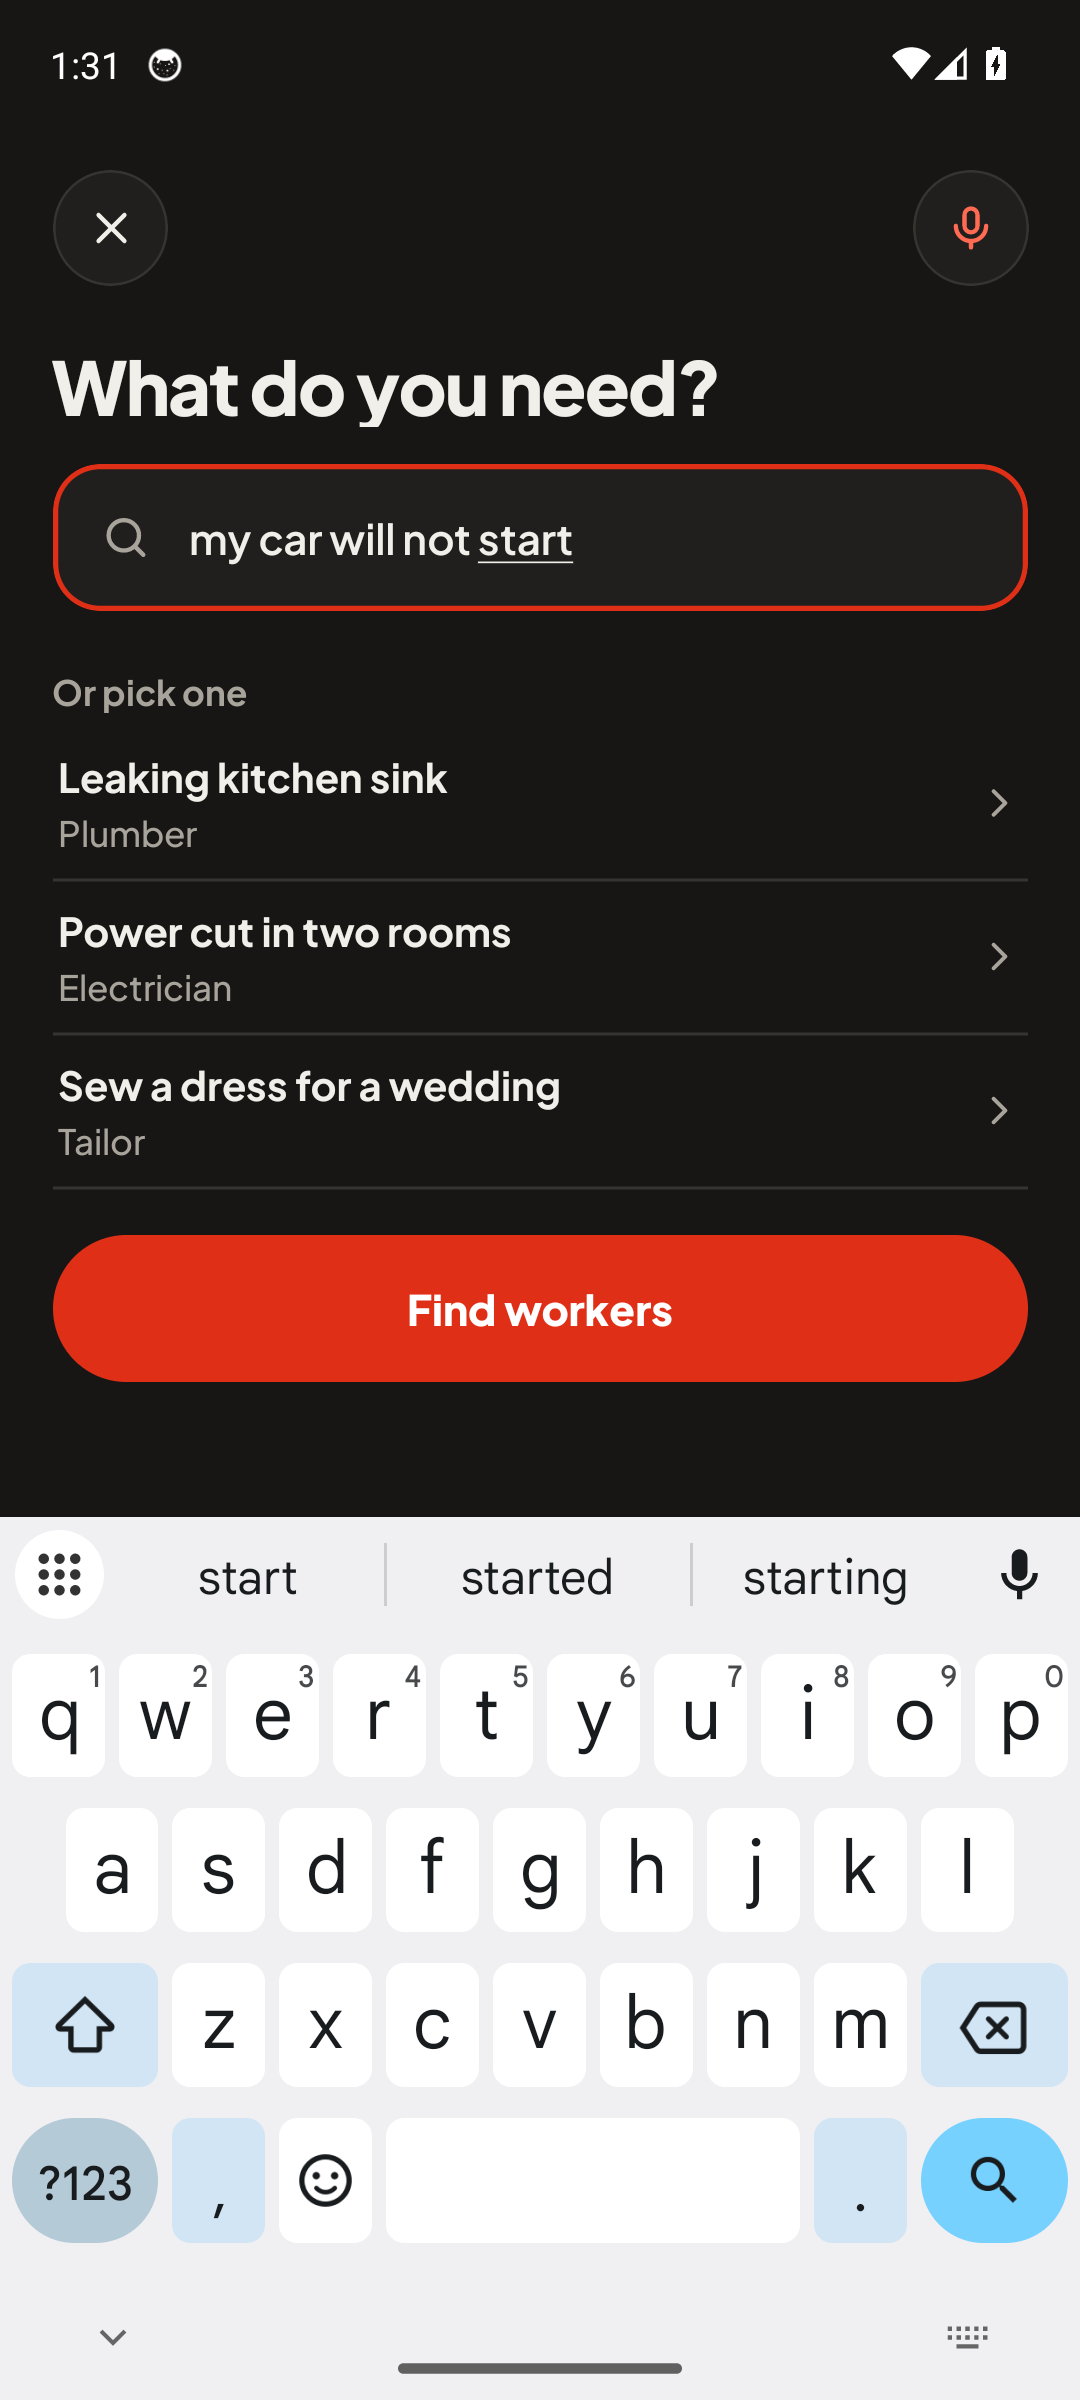 1:31
What do you need?
my car will not start
Or pick one
Leaking kitchen sink
Plumber
Power cut in two rooms
Electrician
Sew a dress for a wedding
Tailor
Find workers
start started starting
q 1 w 2 e 3 r 4 t 5 y 6 u 7 i 8 o 9 p 0
a s d f g h j k l
z x c v b n m
?123 , .